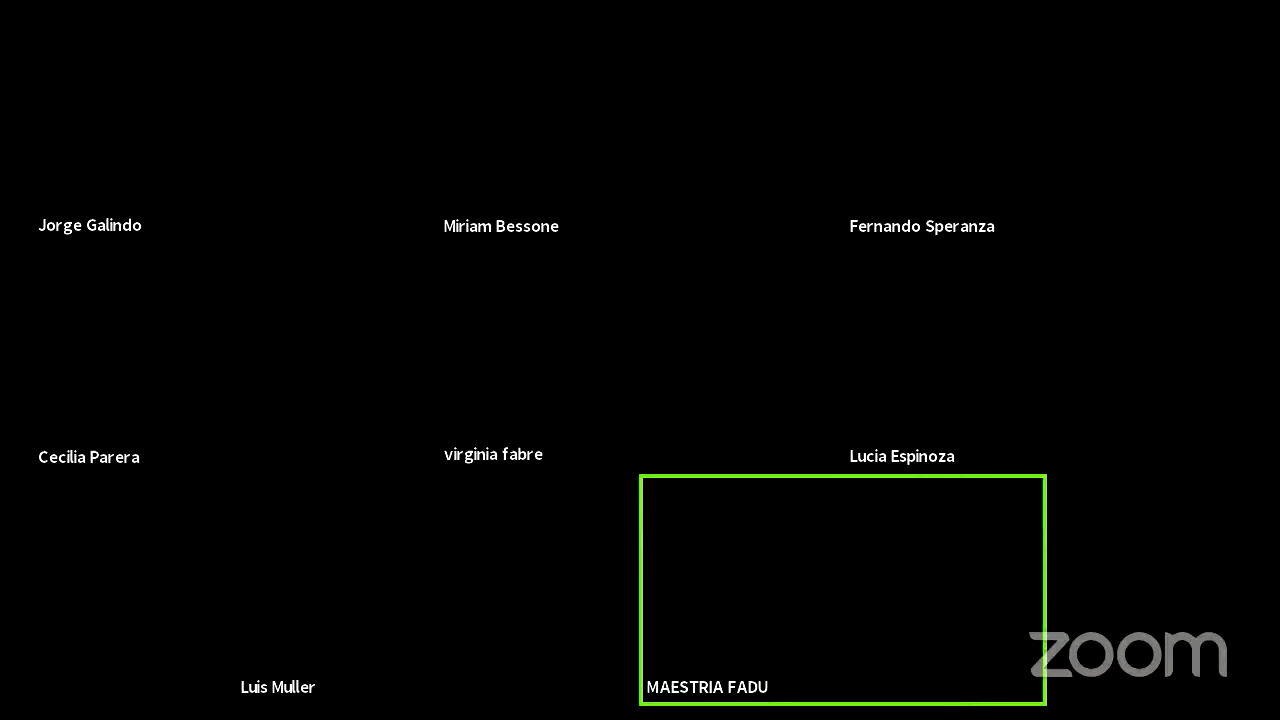 Jorge Galindo
Miriam Bessone
Fernando Speranza
Cecilia Parera
virginia fabre
Lucia Espinoza
Luis Muller
MAESTRIA FADU
zoom